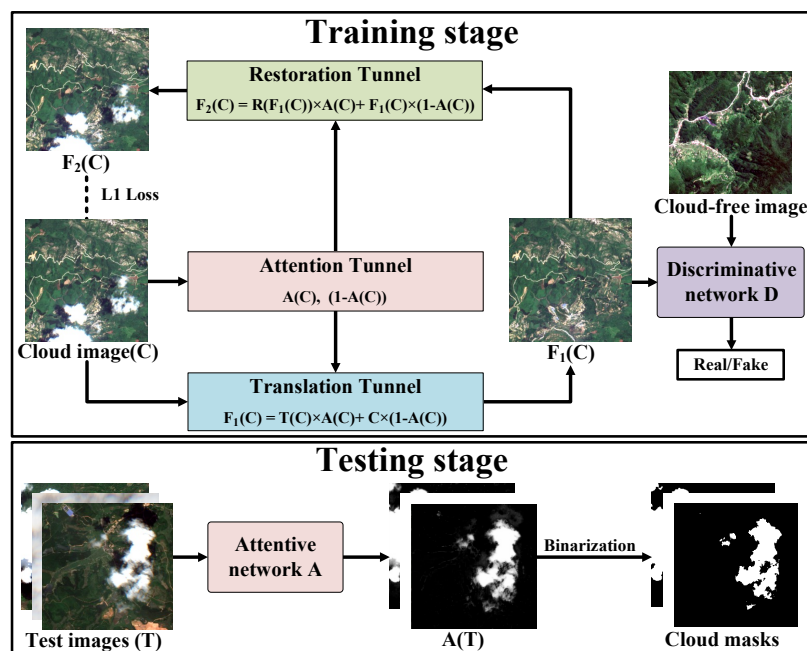 Training stage
Restoration Tunnel
F₂(C) = R(F₁(C))×A(C)+ F₁(C)×(1-A(C))
F₂(C)
L1 Loss
Cloud-free image
Attention Tunnel
A(C), (1-A(C))
Discriminative
network D
Cloud image(C)
F₁(C)
Real/Fake
Translation Tunnel
F₁(C) = T(C)×A(C)+ C×(1-A(C))
Testing stage
Attentive
network A
Binarization
Test images (T)
A(T)
Cloud masks